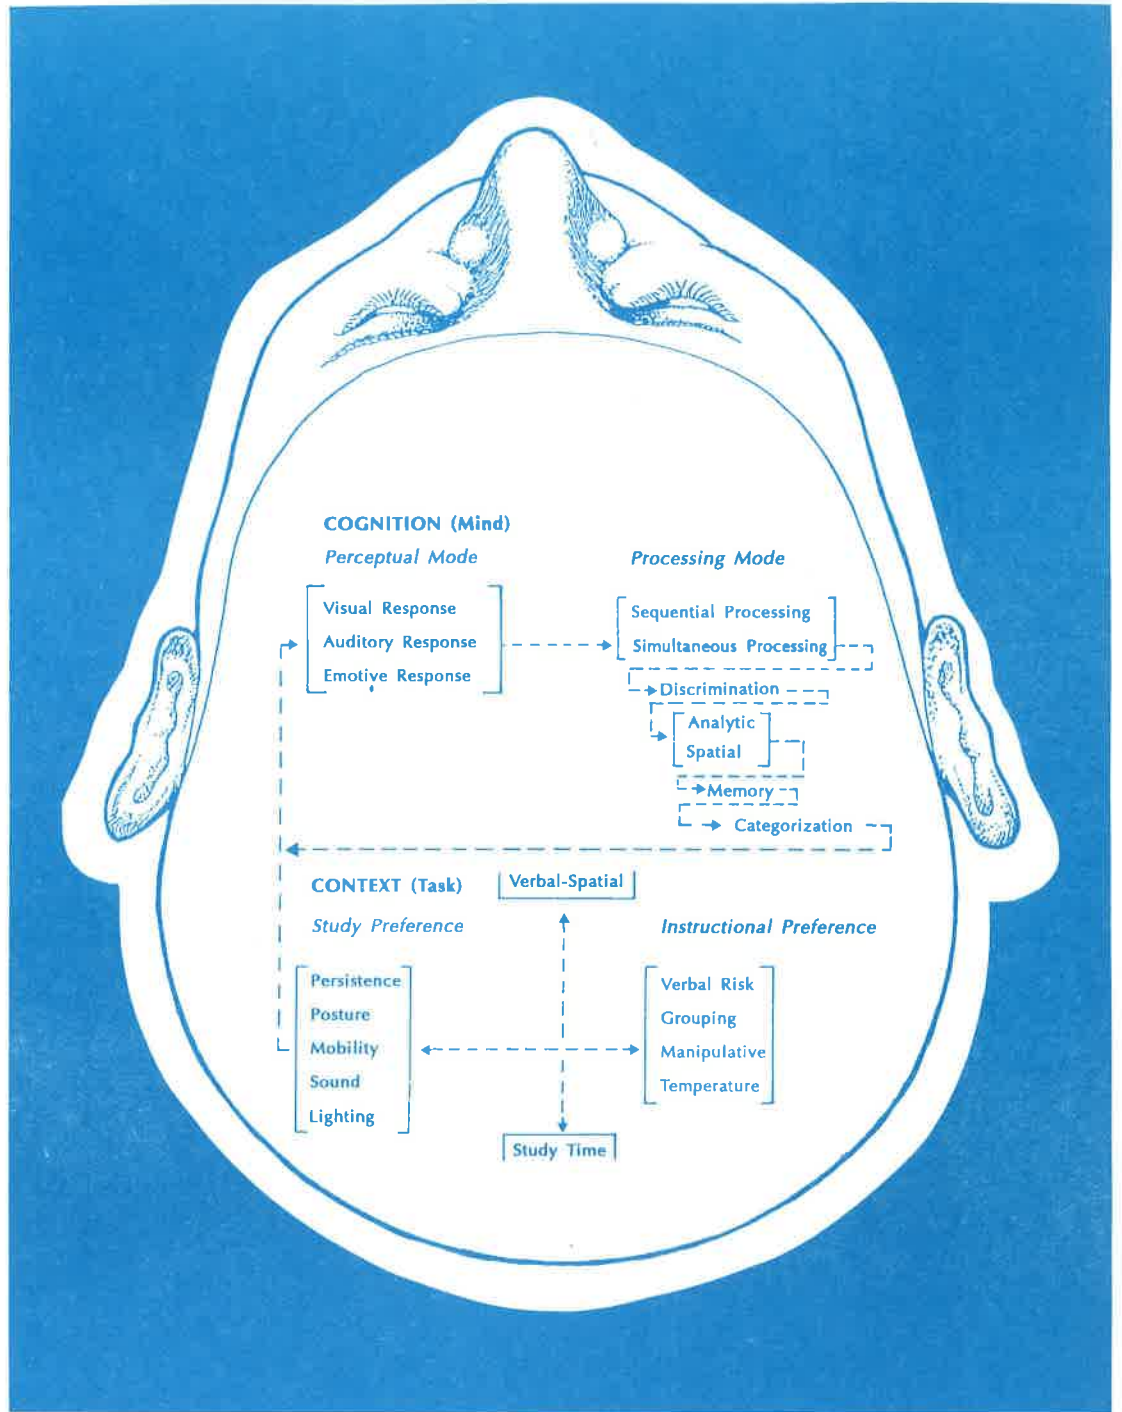 COGNITION (Mind)
Perceptual Mode
Visual Response
Auditory Response
Emotive Response
Processing Mode
Sequential Processing
Simultaneous Processing
Discrimination
Analytic
Spatial
Memory
Categorization
CONTEXT (Task)
Verbal-Spatial
Study Preference
Persistence
Posture
Mobility
Sound
Lighting
Instructional Preference
Verbal Risk
Grouping
Manipulative
Temperature
Study Time